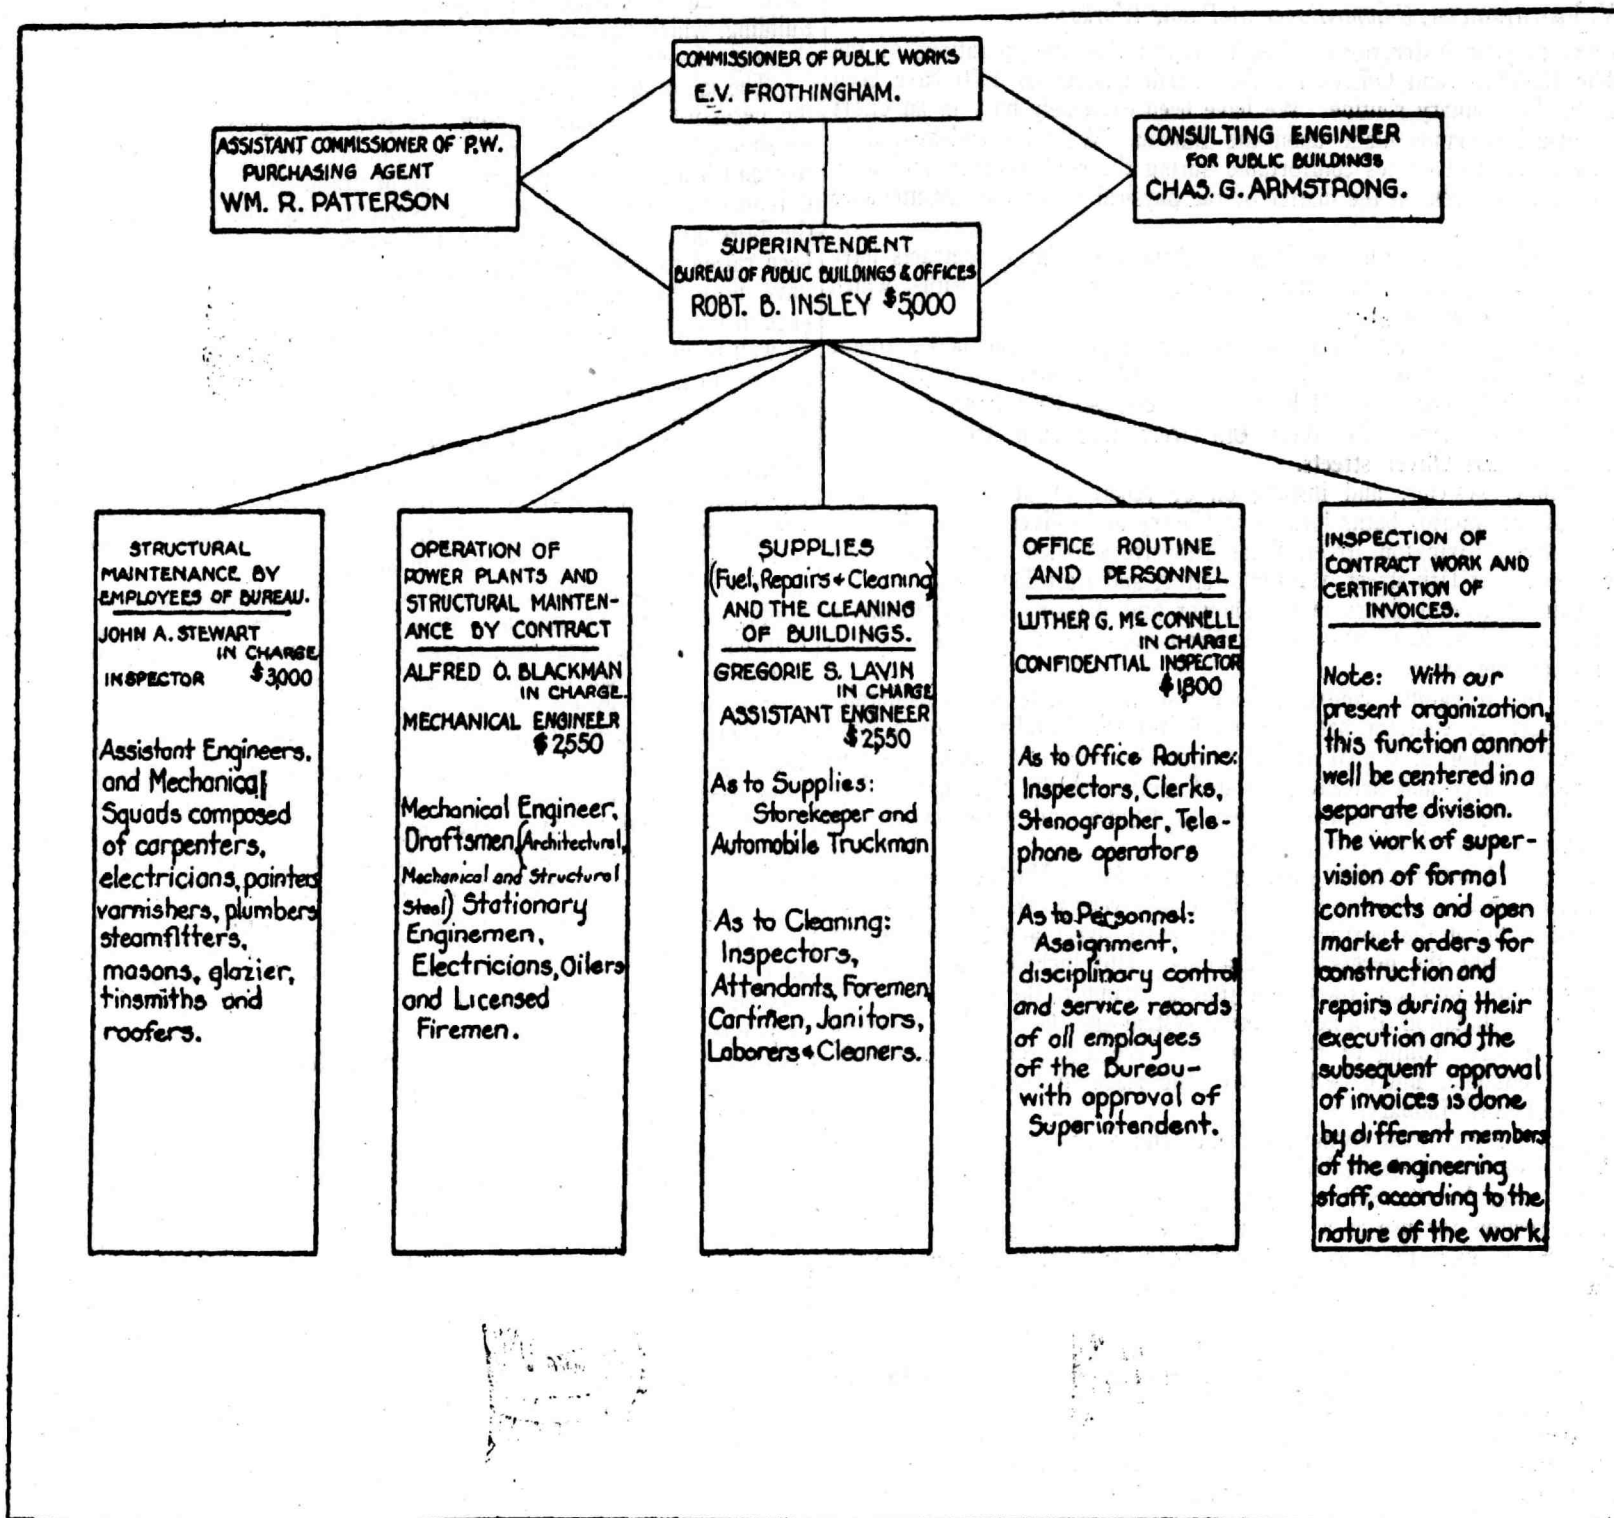 COMMISSIONER OF PUBLIC WORKS
E.V. FROTHINGHAM.
ASSISTANT COMMISSIONER OF P.W.
PURCHASING AGENT
WM. R. PATTERSON
CONSULTING ENGINEER
FOR PUBLIC BUILDINGS
CHAS. G. ARMSTRONG.
SUPERINTENDENT
BUREAU OF PUBLIC BUILDINGS & OFFICES
ROBT. B. INSLEY $5,000
STRUCTURAL
MAINTENANCE BY
EMPLOYEES OF BUREAU.
JOHN A. STEWART
IN CHARGE
INSPECTOR $3,000
Assistant Engineers,
and Mechanical
Squads composed
of carpenters,
electricians, painters
varnishers, plumbers
steamfitters,
masons, glazier,
tinsmiths and
roofers.
OPERATION OF
POWER PLANTS AND
STRUCTURAL MAINTEN-
ANCE BY CONTRACT
ALFRED O. BLACKMAN
IN CHARGE.
MECHANICAL ENGINEER
$2,550
Mechanical Engineer,
Draftsmen, (Architectural,
Mechanical and Structural
Steel) Stationary
Enginemen,
Electricians, Oilers
and Licensed
Firemen.
SUPPLIES
(Fuel, Repairs & Cleaning)
AND THE CLEANING
OF BUILDINGS.
GREGORIE S. LAVIN
IN CHARGE
ASSISTANT ENGINEER
$2,550
As to Supplies:
Storekeeper and
Automobile Truckman
As to Cleaning:
Inspectors,
Attendants, Foremen,
Cartmen, Janitors,
Laborers & Cleaners.
OFFICE ROUTINE
AND PERSONNEL
LUTHER G. McCONNELL
IN CHARGE
CONFIDENTIAL INSPECTOR
$1,800
As to Office Routine:
Inspectors, Clerks,
Stenographer, Tele-
phone operators
As to Personnel:
Assignment,
disciplinary control
and service records
of all employees
of the Bureau-
with approval of
Superintendent.
INSPECTION OF
CONTRACT WORK AND
CERTIFICATION OF
INVOICES.
Note: With our
present organization,
this function cannot
well be centered in a
separate division.
The work of super-
vision of formal
contracts and open
market orders for
construction and
repairs during their
execution and the
subsequent approval
of invoices is done
by different members
of the engineering
staff, according to the
nature of the work.